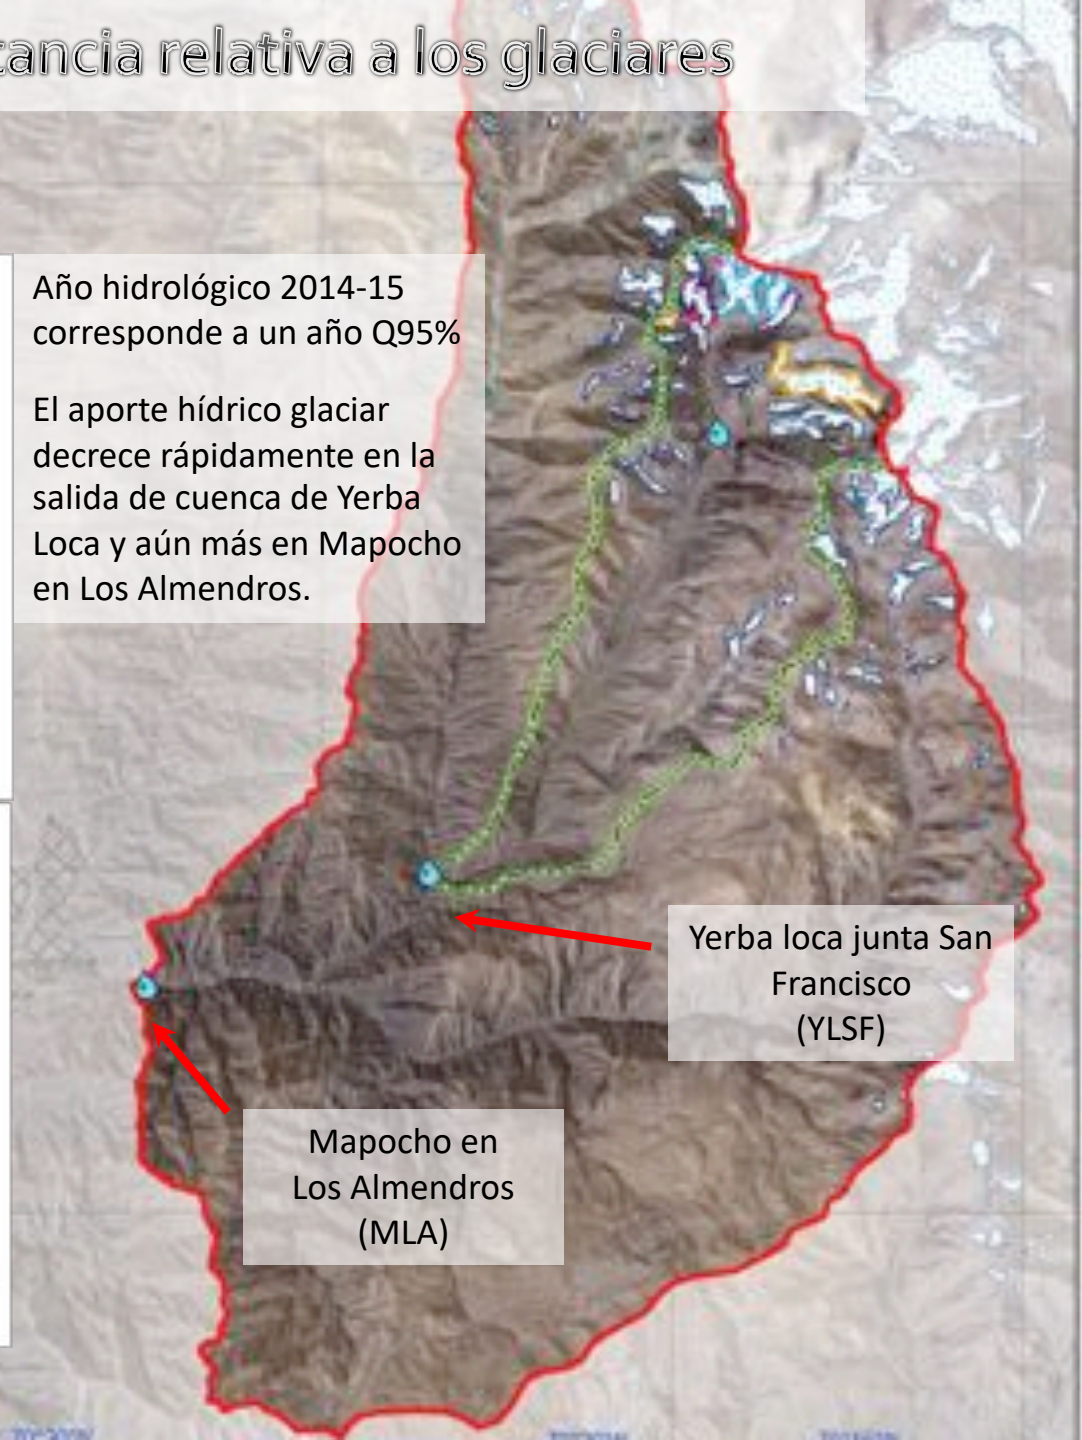 relativa a los glaciares
Año hidrológico 2014-15
corresponde a un año Q95%
El aporte hídrico glaciar
decrece rápidamente en la
salida de cuenca de Yerba
Loca y aún más en Mapocho
en Los Almendros.
Yerba loca junta San
Francisco
(YLSF)
Mapocho en
Los Almendros
(MLA)